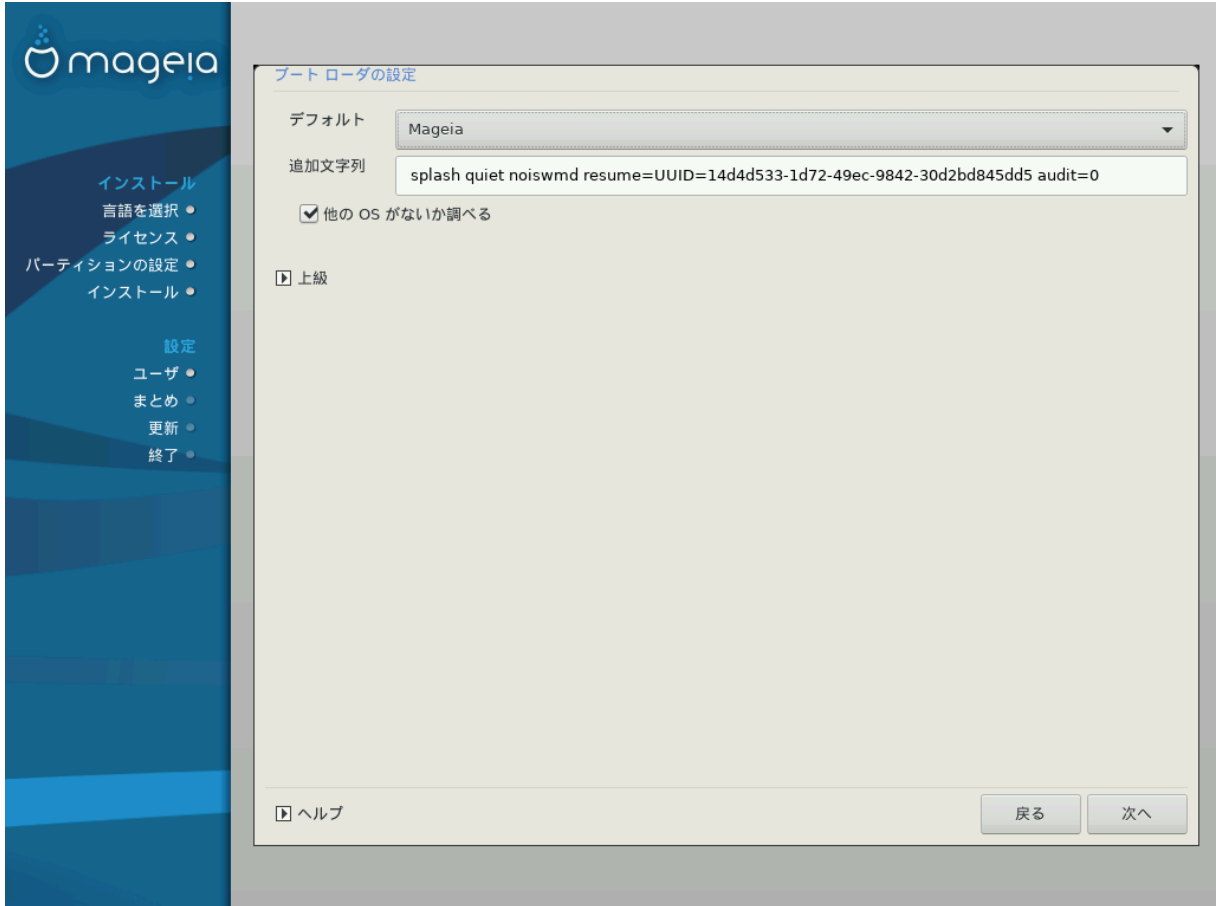 mageia
インストール
言語を選択
ライセンス
パーティションの設定
インストール
設定
ユーザ
まとめ
更新
終了
ブート ローダの設定
デフォルト
Mageia
追加文字列
splash quiet noiswmd resume=UUID=14d4d533-1d72-49ec-9842-30d2bd845dd5 audit=0
他の OS がないか調べる
上級
ヘルプ
戻る
次へ